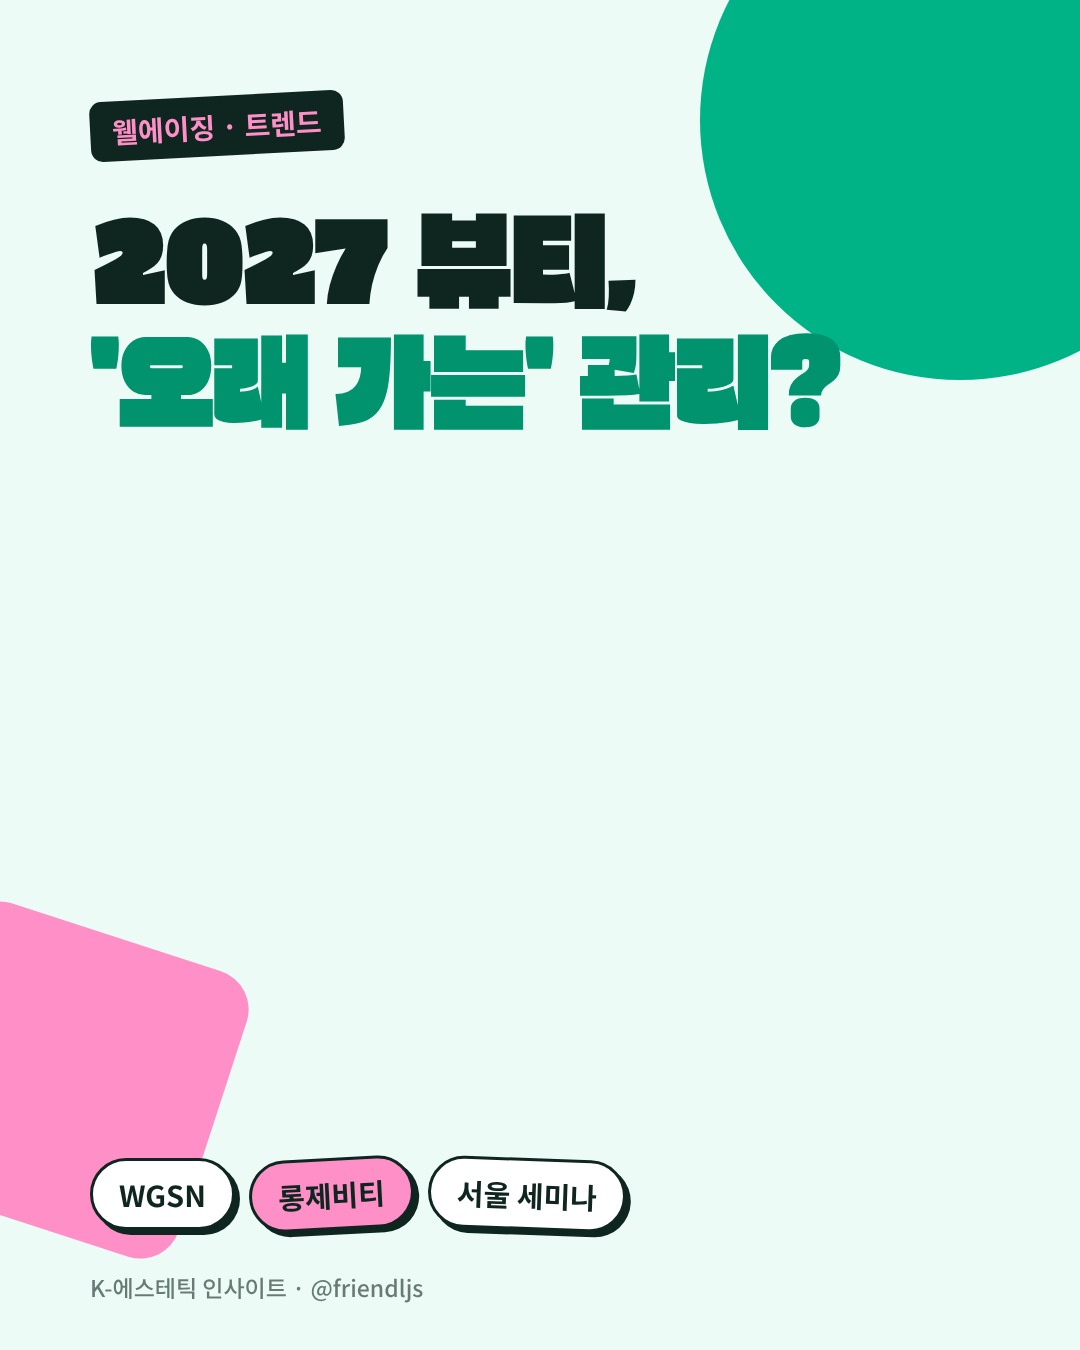 웰에이징 · 트렌드
2027 뷰티,
'오래 가는' 관리?
WGSN
롱제비티
서울 세미나
K-에스테틱 인사이트 · @friendljs